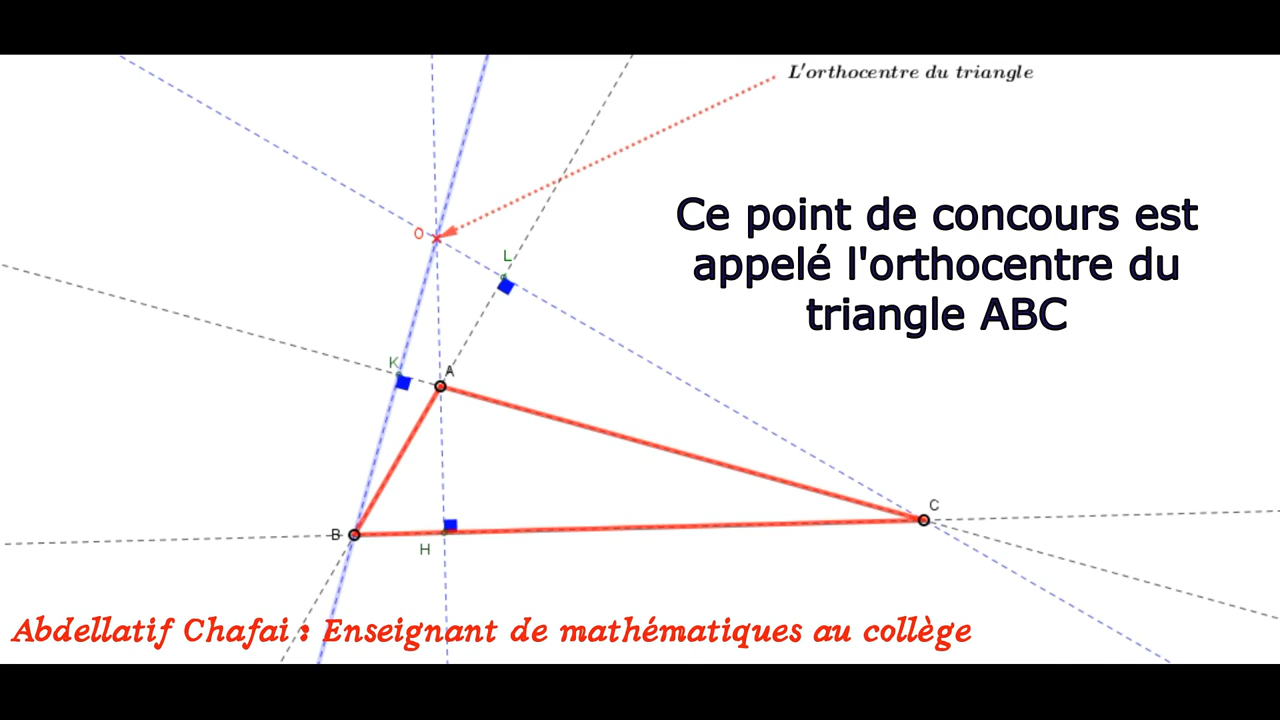 L'orthocentre du triangle
Ce point de concours est
appelé l'orthocentre du
triangle ABC
O
L
K
A
C
B
H
Abdellatif Chafai : Enseignant de mathématiques au collège